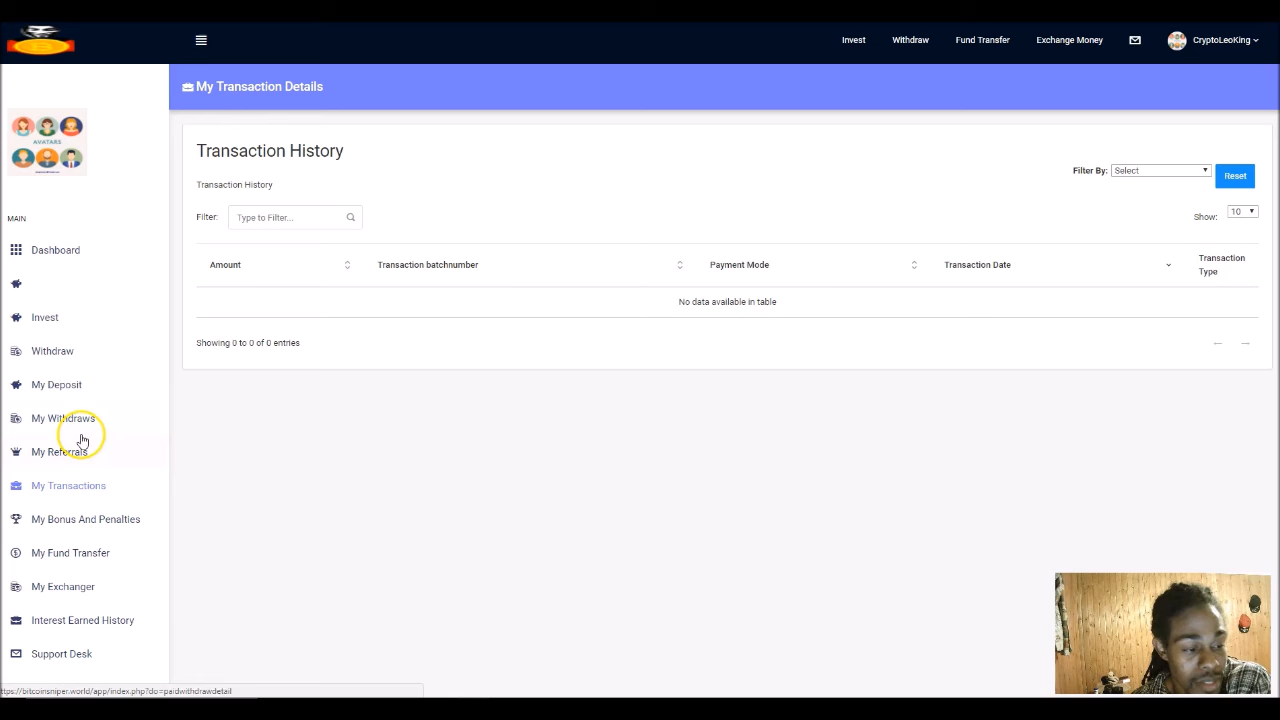 Invest
Withdraw
Fund Transfer
Exchange Money
CryptoLeoKing
My Transaction Details
AVATARS
MAIN
Dashboard
Invest
Withdraw
My Deposit
My Withdraws
My Referrals
My Transactions
My Bonus And Penalties
My Fund Transfer
My Exchanger
Interest Earned History
Support Desk
Transaction History
Filter By: Select
Reset
Transaction History
Filter: Type to Filter...
Show: 10
Amount
Transaction batchnumber
Payment Mode
Transaction Date
Transaction
Type
No data available in table
Showing 0 to 0 of 0 entries
← →
ttps://bitcoinsniper.world/app/index.php?do=paidwithdrawdetail